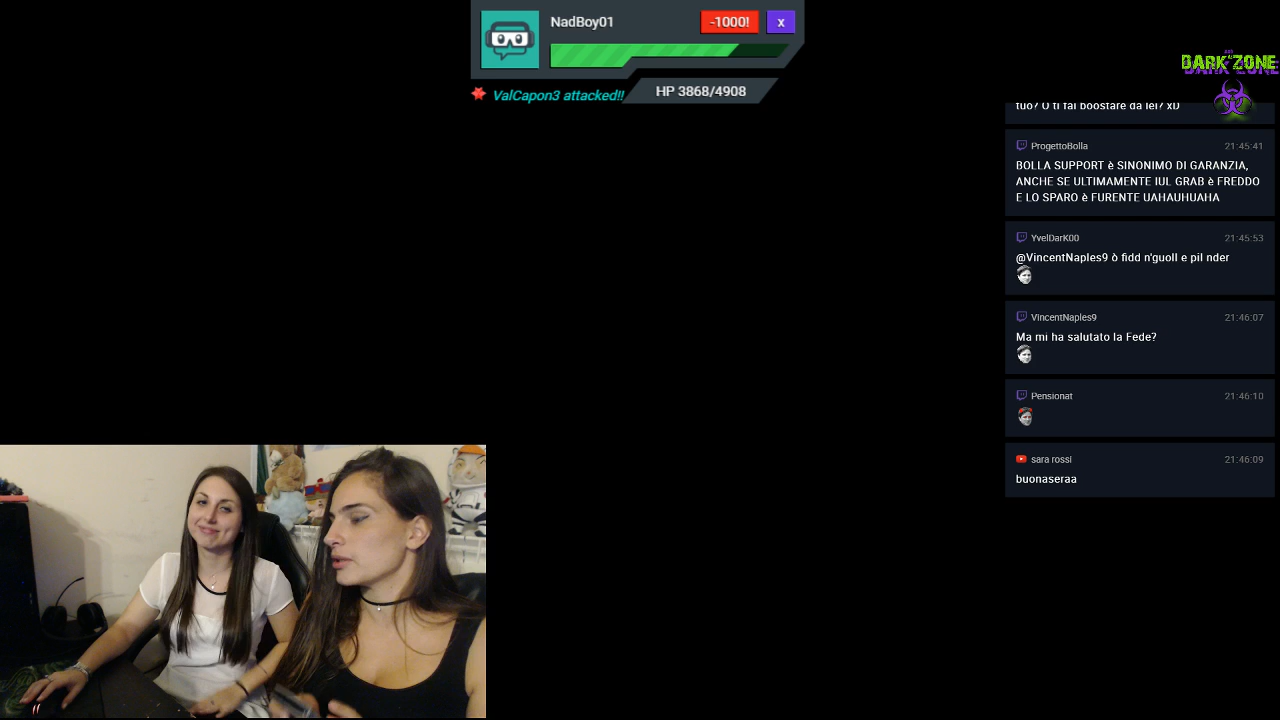 NadBoy01
-1000!
x
ValCapon3 attacked!!
HP 3868/4908
DARK ZONE
tuo? O ti fai boostare da lei? xD
ProgettoBolla
21:45:41
BOLLA SUPPORT è SINONIMO DI GARANZIA,
ANCHE SE ULTIMAMENTE IUL GRAB è FREDDO
E LO SPARO è FURENTE UAHAUHUAHA
YvelDarK00
21:45:53
@VincentNaples9 ò fidd n'guoll e pil nder
VincentNaples9
21:46:07
Ma mi ha salutato la Fede?
Pensionat
21:46:10
sara rossi
21:46:09
buonaseraa